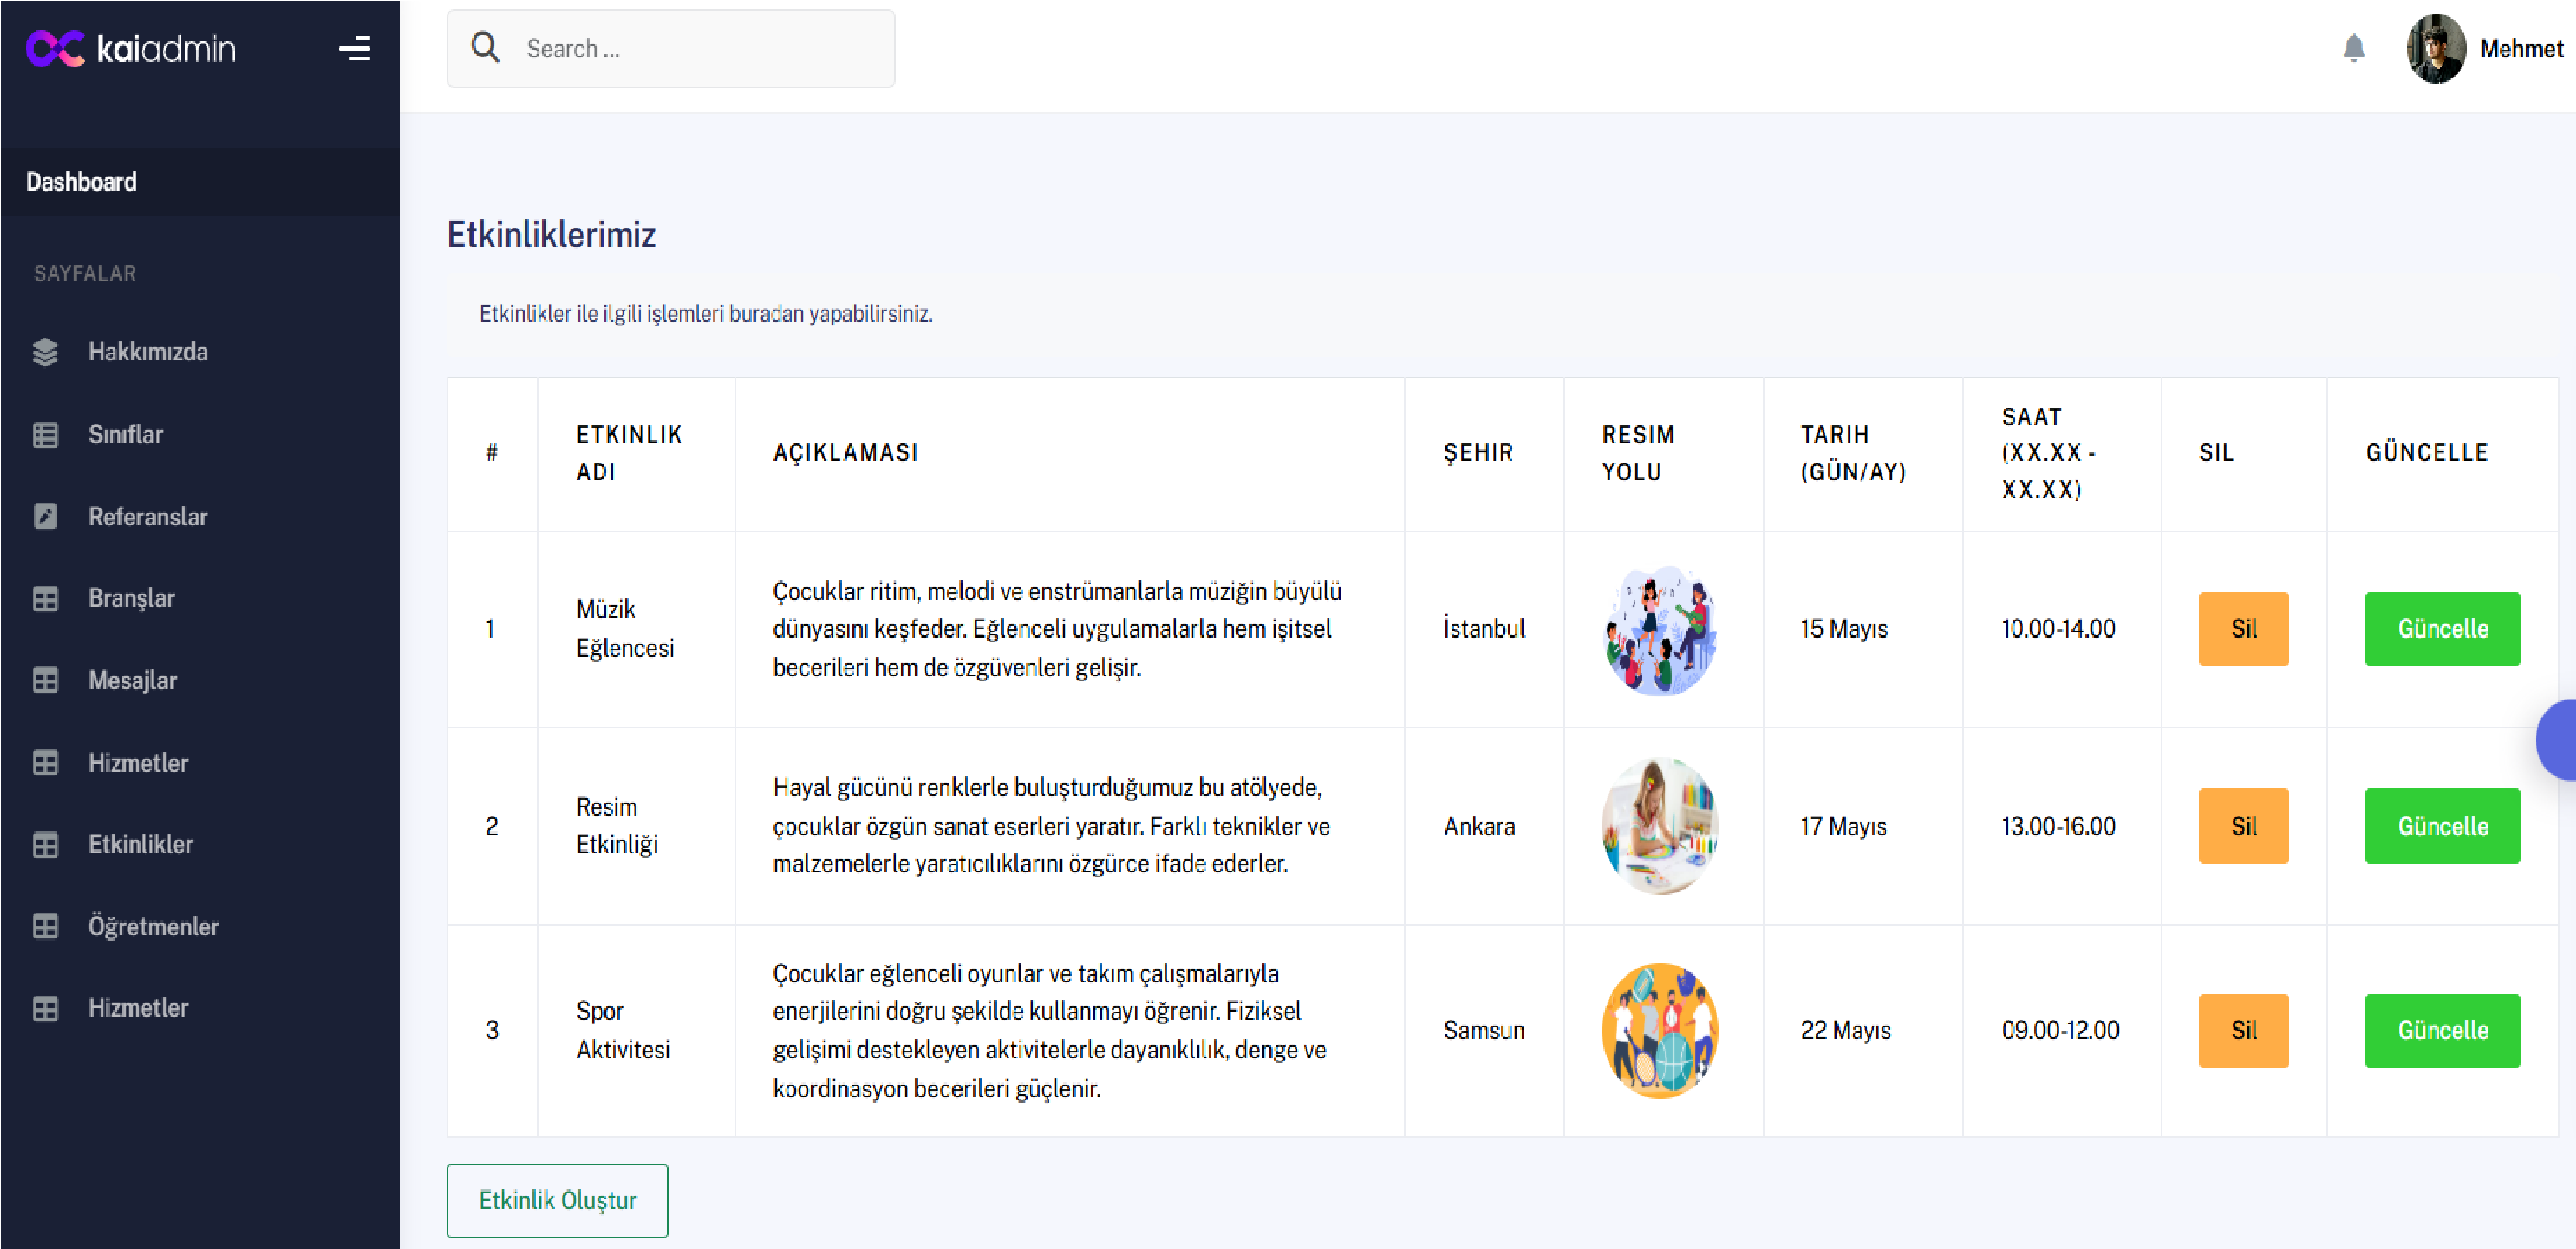 kaiadmin
Search ...
Mehmet
Dashboard
SAYFALAR
Hakkımızda
Sınıflar
Referanslar
Branşlar
Mesajlar
Hizmetler
Etkinlikler
Öğretmenler
Hizmetler
Etkinliklerimiz
Etkinlikler ile ilgili işlemleri buradan yapabilirsiniz.
#
ETKINLIK
ADI
AÇIKLAMASI
ŞEHIR
RESIM
YOLU
TARIH
(GÜN/AY)
SAAT
(XX.XX -
XX.XX)
SIL
GÜNCELLE
1
Müzik
Eğlencesi
Çocuklar ritim, melodi ve enstrümanlarla müziğin büyülü
dünyasını keşfeder. Eğlenceli uygulamalarla hem işitsel
becerileri hem de özgüvenleri gelişir.
İstanbul
15 Mayıs
10.00-14.00
Sil
Güncelle
2
Resim
Etkinliği
Hayal gücünü renklerle buluşturduğumuz bu atölyede,
çocuklar özgün sanat eserleri yaratır. Farklı teknikler ve
malzemelerle yaratıcılıklarını özgürce ifade ederler.
Ankara
17 Mayıs
13.00-16.00
Sil
Güncelle
3
Spor
Aktivitesi
Çocuklar eğlenceli oyunlar ve takım çalışmalarıyla
enerjilerini doğru şekilde kullanmayı öğrenir. Fiziksel
gelişimi destekleyen aktivitelerle dayanıklılık, denge ve
koordinasyon becerileri güçlenir.
Samsun
22 Mayıs
09.00-12.00
Sil
Güncelle
Etkinlik Oluştur